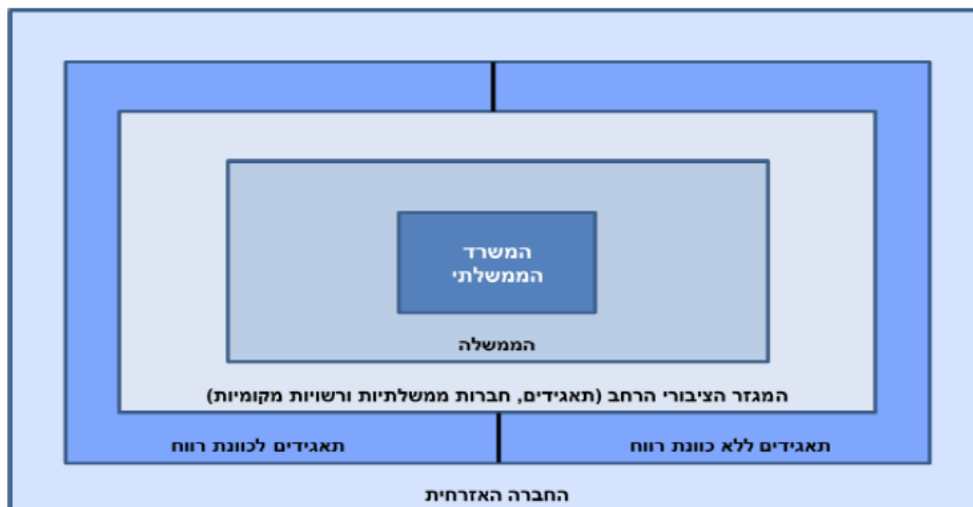 המשרד
הממשלתי
הממשלה
המגזר הציבורי הרחב (תאגידים, חברות ממשלתיות ורשויות מקומיות)
תאגידים ללא כוונת רווח
תאגידים לכוונת רווח
החברה האזרחית